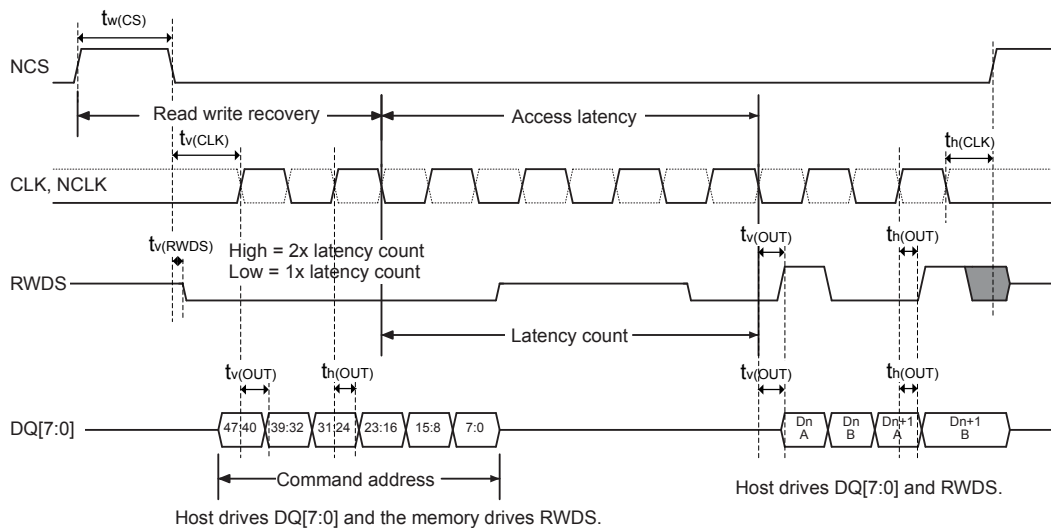 tw(CS)
NCS
Read write recovery
Access latency
tv(CLK)
th(CLK)
CLK, NCLK
tv(RWDS)
High = 2x latency count
Low = 1x latency count
tv(OUT)
th(OUT)
RWDS
Latency count
tv(OUT)
th(OUT)
tv(OUT)
th(OUT)
DQ[7:0]
47:40
39:32
31:24
23:16
15:8
7:0
Dn
A
Dn
B
Dn+1
A
Dn+1
B
Command address
Host drives DQ[7:0] and RWDS.
Host drives DQ[7:0] and the memory drives RWDS.